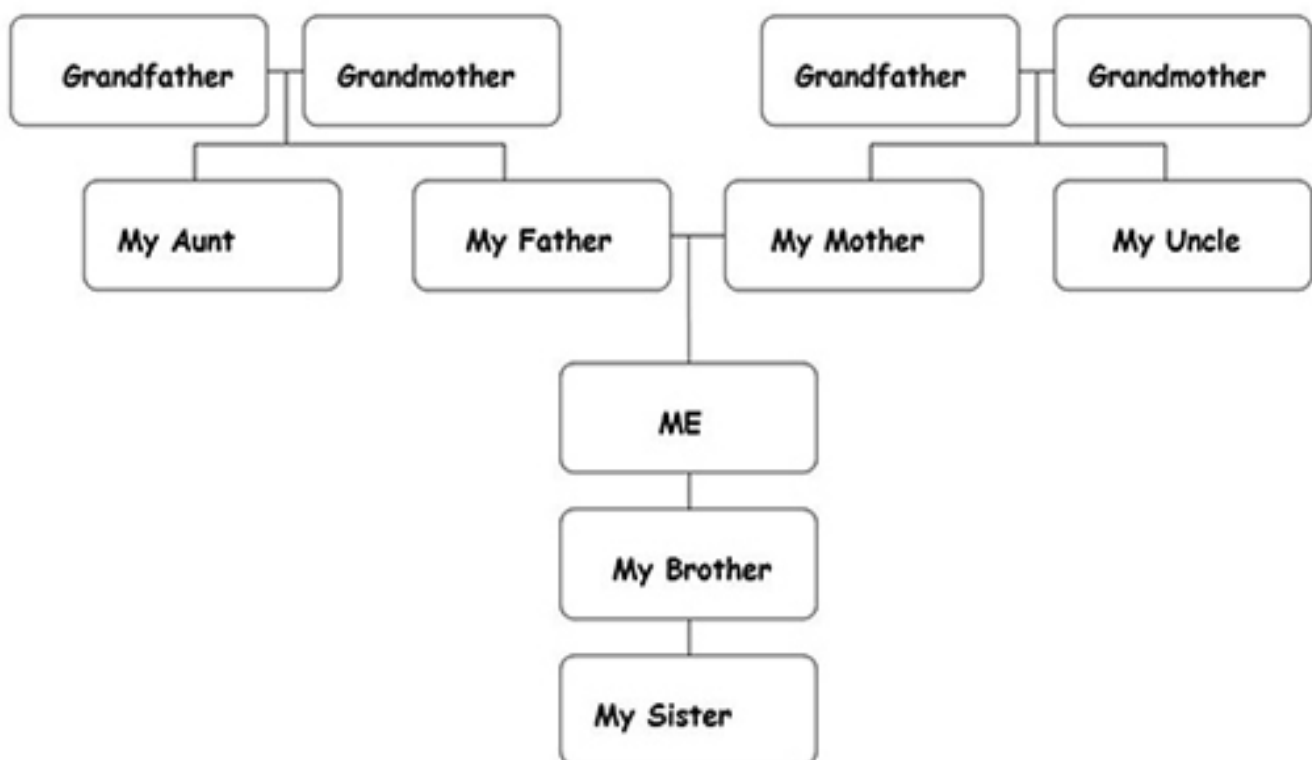 Grandfather
Grandmother
Grandfather
Grandmother
My Aunt
My Father
My Mother
My Uncle
ME
My Brother
My Sister